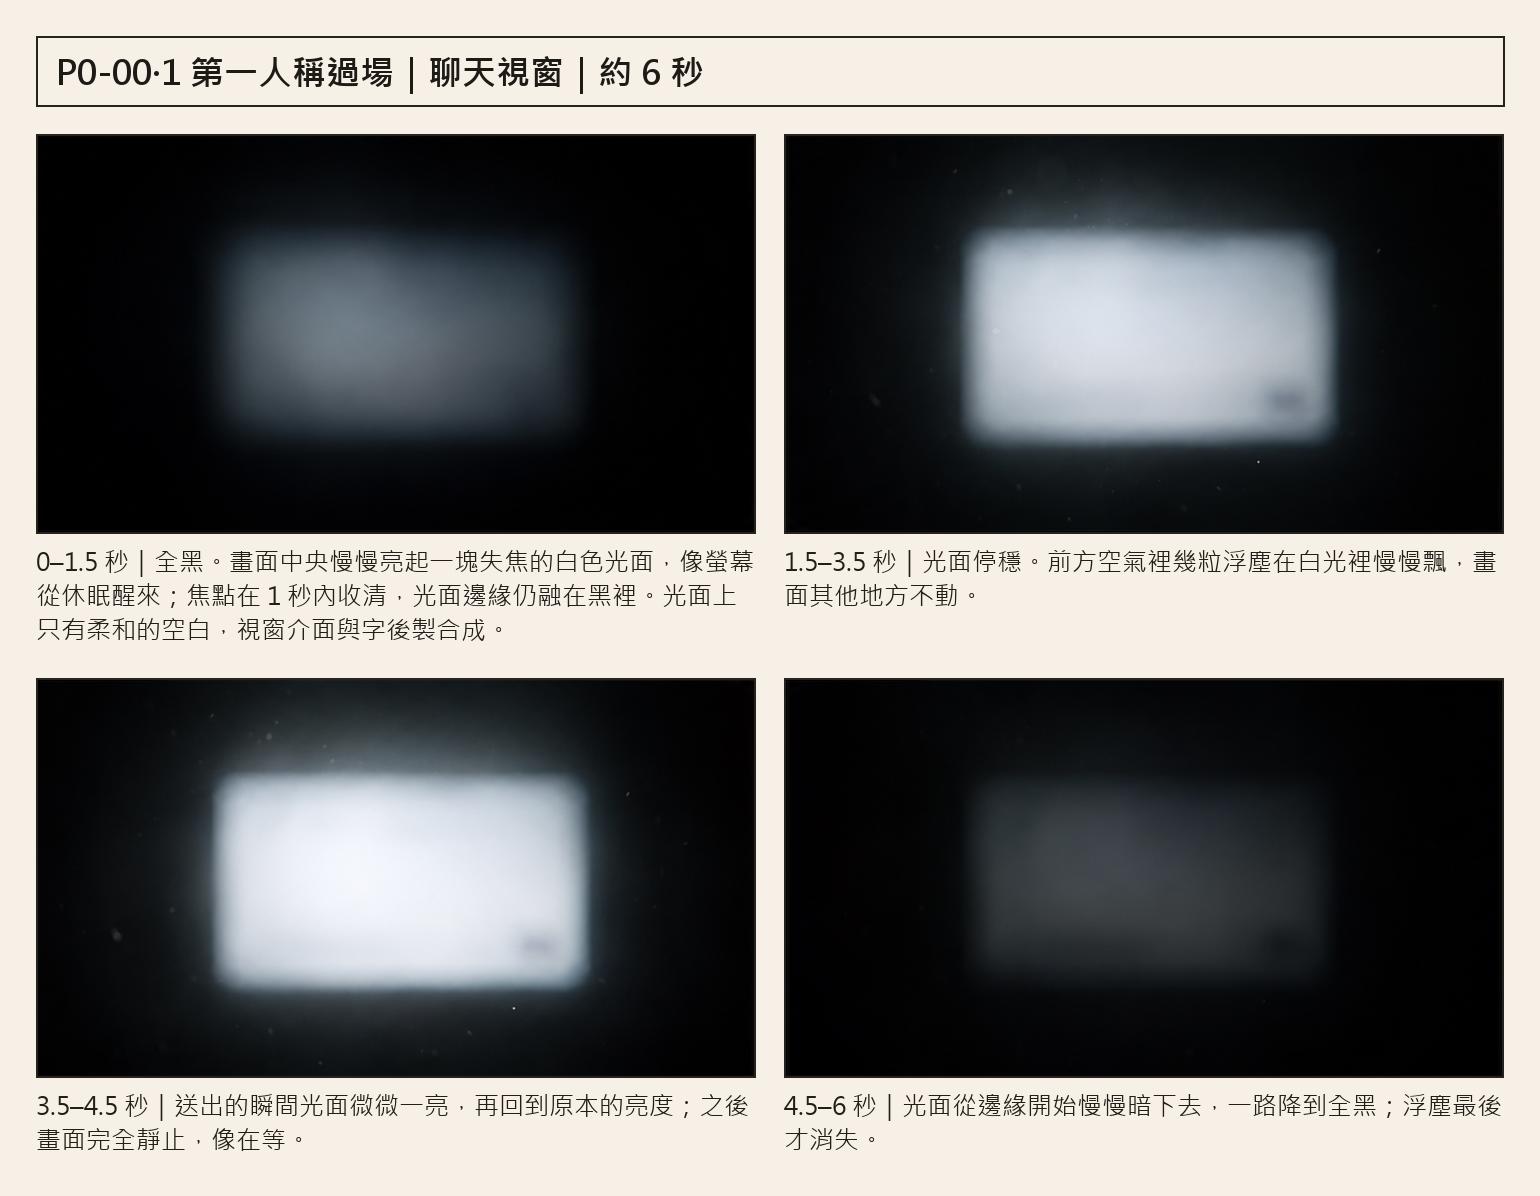 P0-00·1 第一人稱過場｜聊天視窗｜約 6 秒
0–1.5 秒｜全黑。畫面中央慢慢亮起一塊失焦的白色光面，像螢幕
從休眠醒來；焦點在 1 秒內收清，光面邊緣仍融在黑裡。光面上
只有柔和的空白，視窗介面與字後製合成。
1.5–3.5 秒｜光面停穩。前方空氣裡幾粒浮塵在白光裡慢慢飄，畫
面其他地方不動。
3.5–4.5 秒｜送出的瞬間光面微微一亮，再回到原本的亮度；之後
畫面完全靜止，像在等。
4.5–6 秒｜光面從邊緣開始慢慢暗下去，一路降到全黑；浮塵最後
才消失。